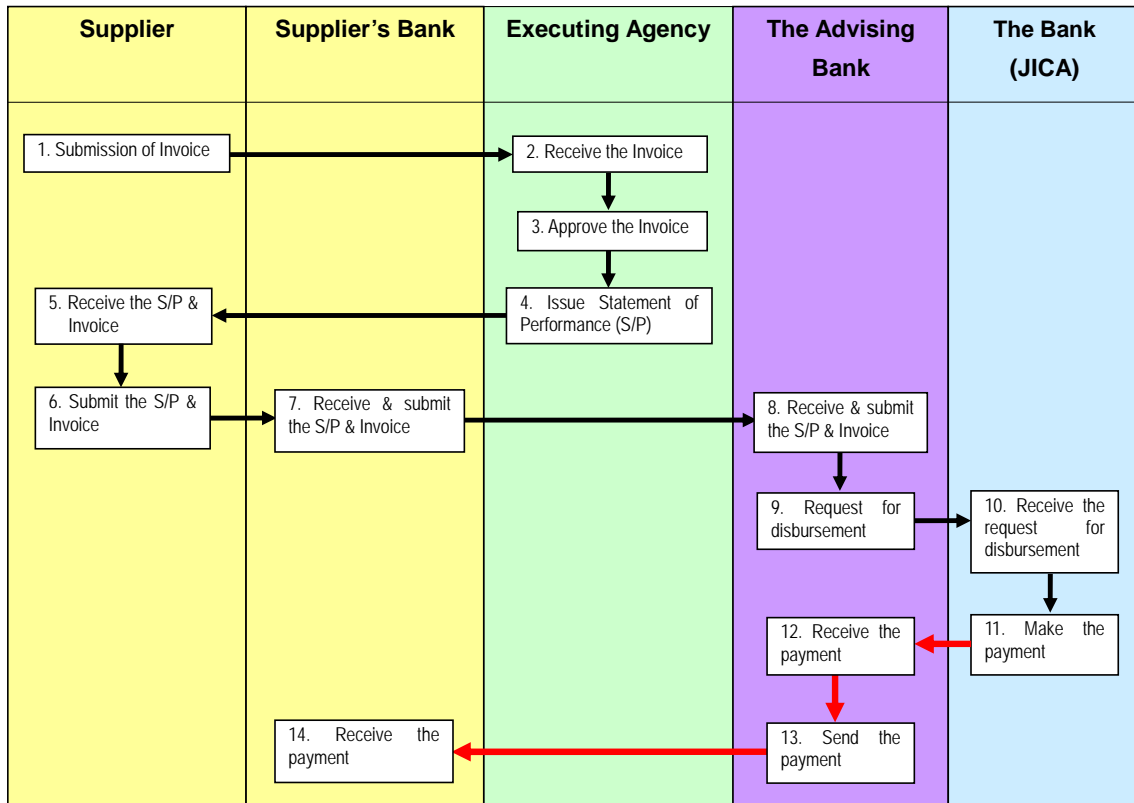 Supplier
Supplier's Bank
Executing Agency
The Advising
Bank
The Bank
(JICA)
1. Submission of Invoice
2. Receive the Invoice
3. Approve the Invoice
4. Issue Statement of
Performance (S/P)
5. Receive the S/P &
Invoice
6. Submit the S/P &
Invoice
7. Receive & submit
the S/P & Invoice
8. Receive & submit
the S/P & Invoice
9. Request for
disbursement
10. Receive the
request for
disbursement
11. Make the
payment
12. Receive the
payment
13. Send the
payment
14. Receive the
payment